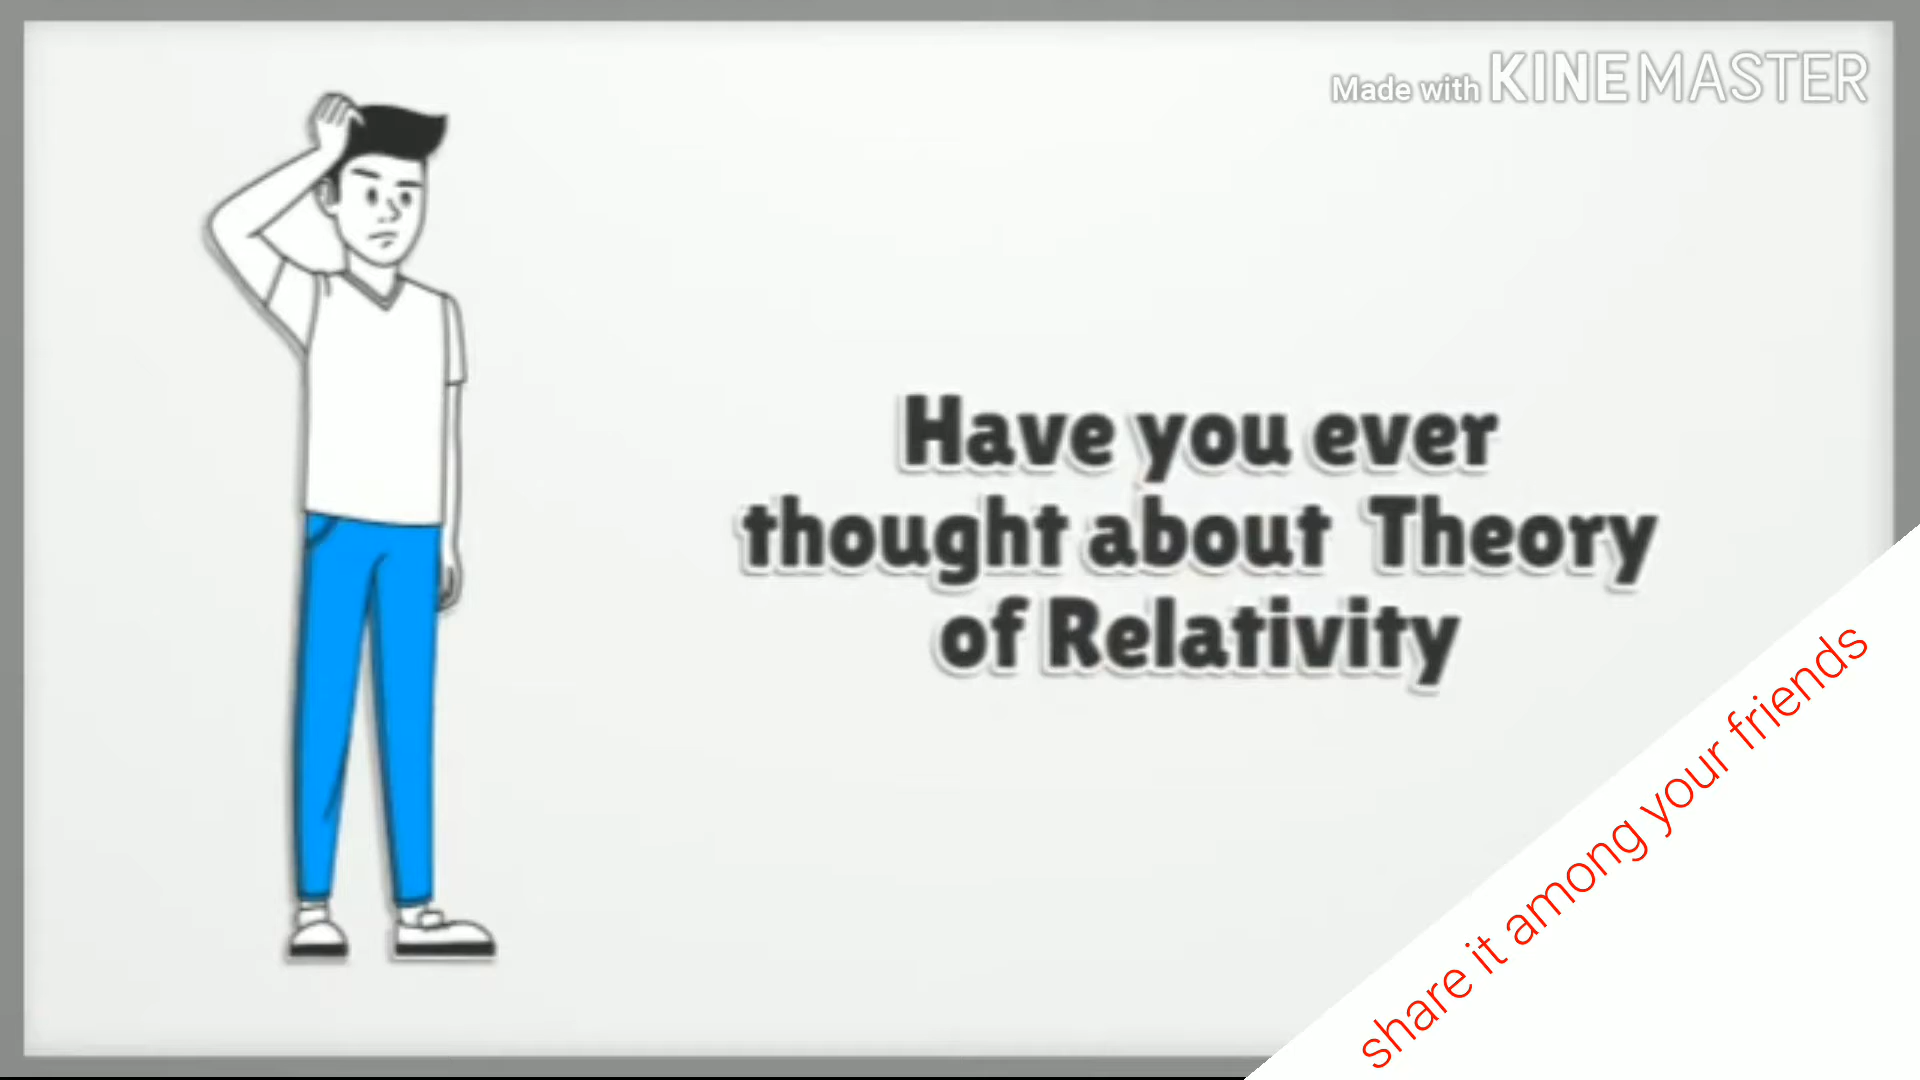 Made with KINEMASTER
Have you ever
thought about Theory
of Relativity
share it among your friends